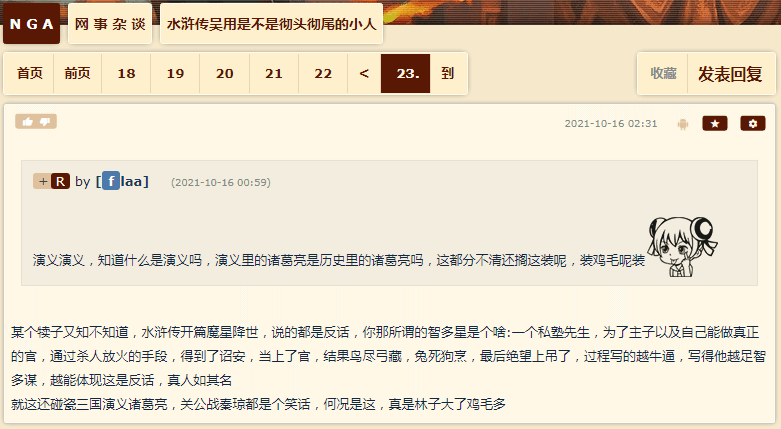 NGA 网事杂谈 水浒传吴用是不是彻头彻尾的小人
首页 前页 18 19 20 21 22 < 23. 到 收藏 发表回复
2021-10-16 02:31
+ R by [flaa] (2021-10-16 00:59)
演义演义，知道什么是演义吗，演义里的诸葛亮是历史里的诸葛亮吗，这都分不清还搁这装呢，装鸡毛呢装
某个犊子又知不知道，水浒传开篇魔星降世，说的都是反话，你那所谓的智多星是个啥:一个私塾先生，为了主子以及自己能做真正
的官，通过杀人放火的手段，得到了诏安，当上了官，结果鸟尽弓藏，兔死狗烹，最后绝望上吊了，过程写的越牛逼，写得他越足智
多谋，越能体现这是反话，真人如其名
就这还碰瓷三国演义诸葛亮，关公战秦琼都是个笑话，何况是这，真是林子大了鸡毛多